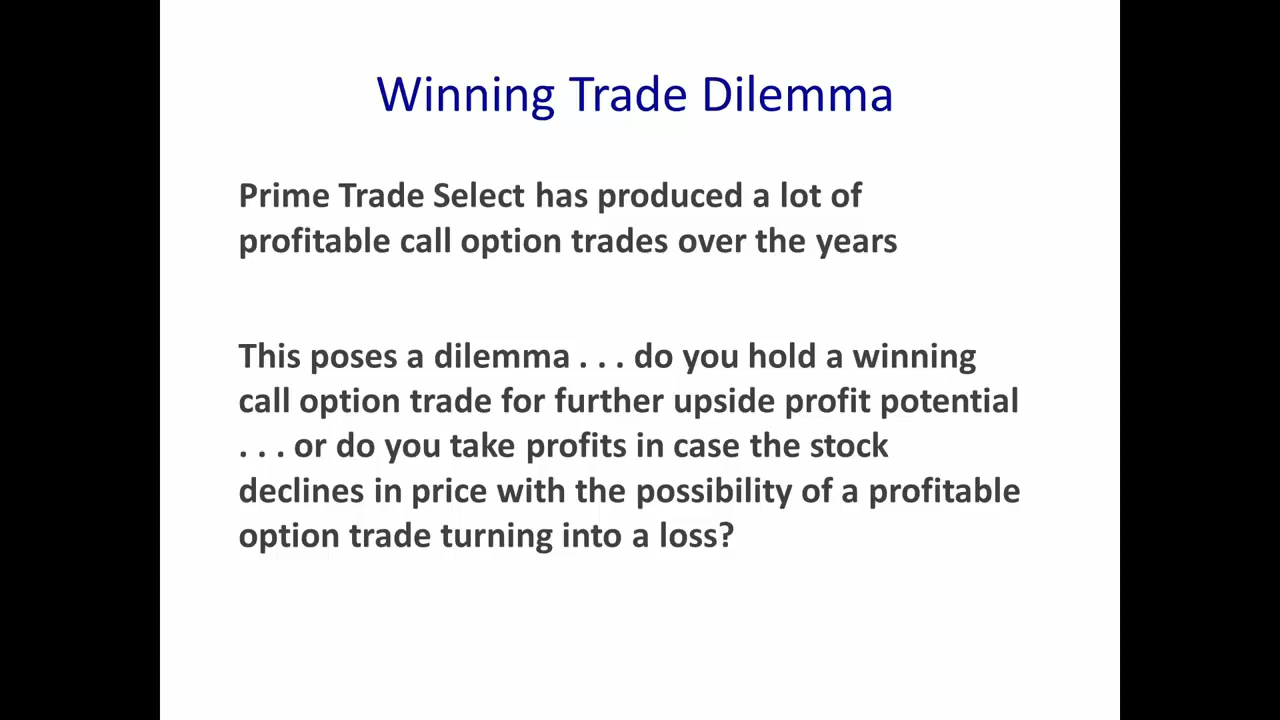 Winning Trade Dilemma
Prime Trade Select has produced a lot of
profitable call option trades over the years
This poses a dilemma . . . do you hold a winning
call option trade for further upside profit potential
. . . or do you take profits in case the stock
declines in price with the possibility of a profitable
option trade turning into a loss?